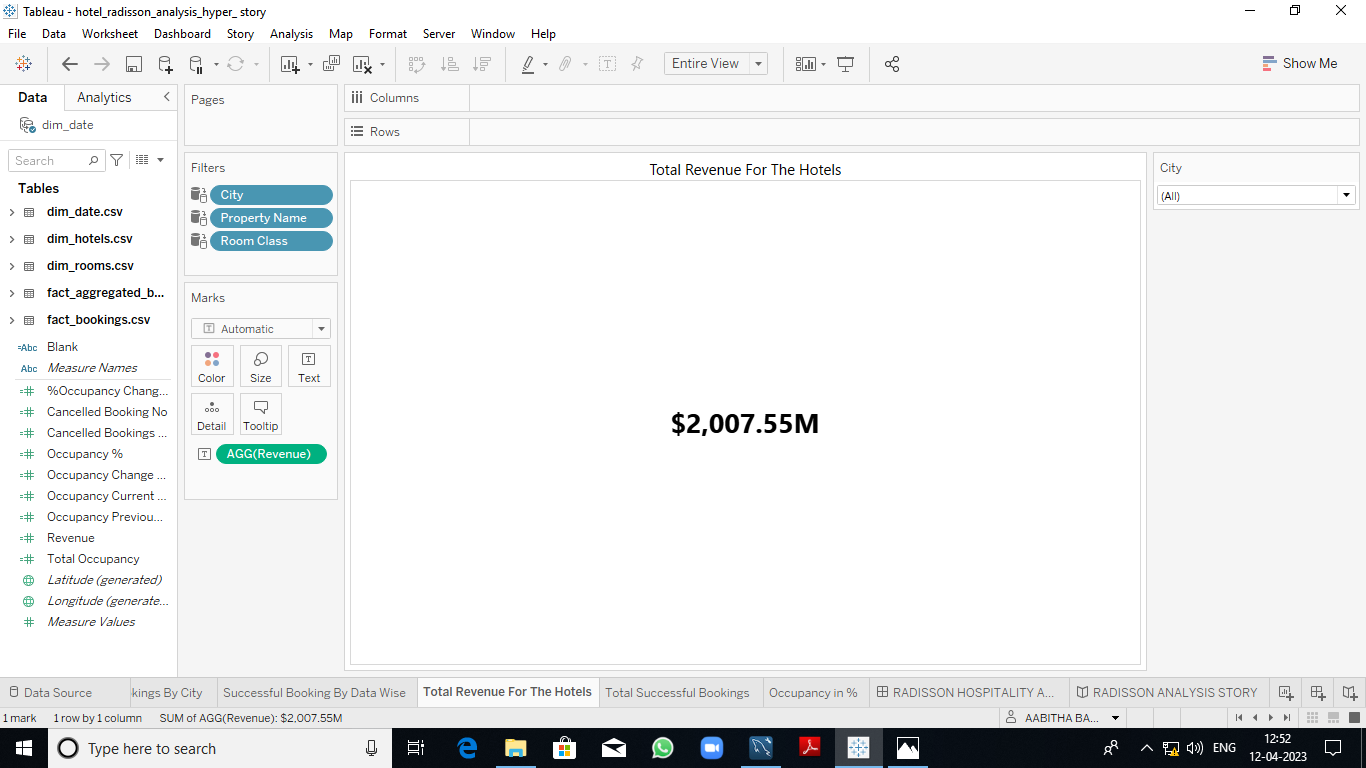 Tableau - hotel_radisson_analysis_hyper_ story
File Data Worksheet Dashboard Story Analysis Map Format Server Window Help
Entire View
Show Me
Data Analytics
dim_date
Search
Tables
dim_date.csv
dim_hotels.csv
dim_rooms.csv
fact_aggregated_b...
fact_bookings.csv
=Abc Blank
Abc Measure Names
%Occupancy Chang...
Cancelled Booking No
Cancelled Bookings ...
Occupancy %
Occupancy Change ...
Occupancy Current ...
Occupancy Previou...
Revenue
Total Occupancy
Latitude (generated)
Longitude (generate...
Measure Values
Pages
Filters
City
Property Name
Room Class
Marks
T Automatic
Color Size T Text
Detail Tooltip
T AGG(Revenue)
Columns
Rows
Total Revenue For The Hotels
$2,007.55M
City
(All)
Data Source kings By City Successful Booking By Data Wise Total Revenue For The Hotels Total Successful Bookings Occupancy in % RADISSON HOSPITALITY A... RADISSON ANALYSIS STORY
1 mark 1 row by 1 column SUM of AGG(Revenue): $2,007.55M AABITHA BA...
Type here to search
ENG
12:52
12-04-2023